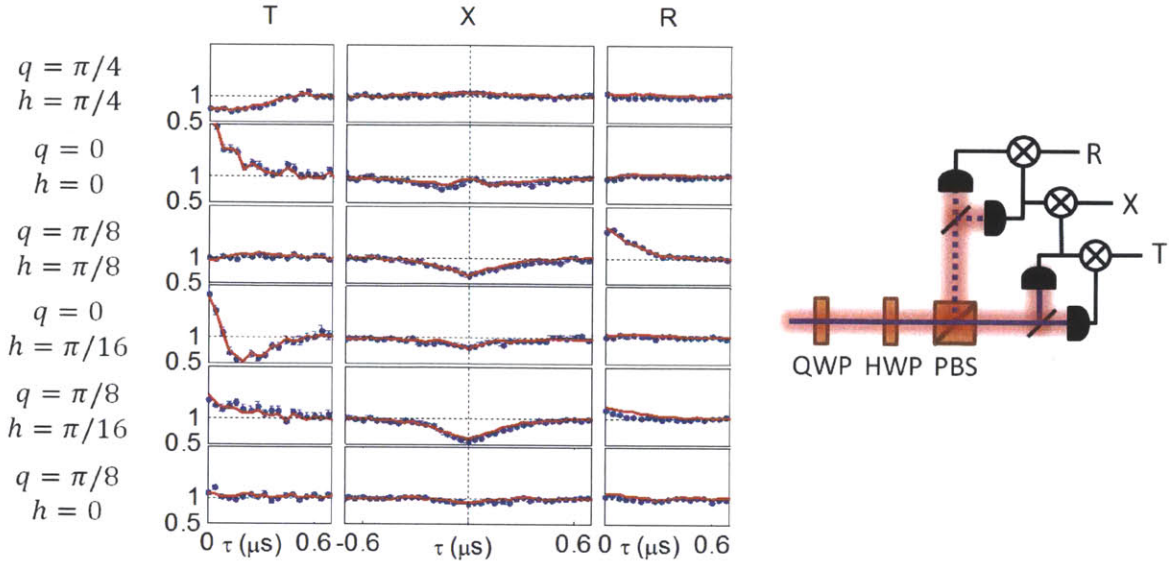 T X R
q = π/4
h = π/4
1
0.5
q = 0
h = 0
1
0.5
q = π/8
h = π/8
1
0.5
q = 0
h = π/16
1
0.5
q = π/8
h = π/16
1
0.5
q = π/8
h = 0
1
0.5
0 τ (μs) 0.6 -0.6 τ (μs) 0.6 0 τ (μs) 0.6
R
X
T
QWP HWP PBS